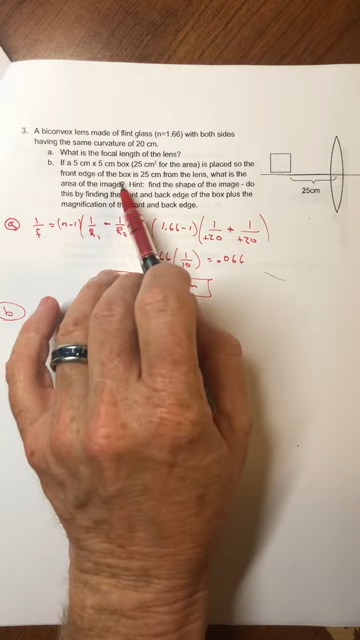 3. A biconvex lens made of flint glass (n=1.66) with both sides
having the same curvature of 20 cm.
a. What is the focal length of the lens?
b. If a 5 cm x 5 cm box (25 cm² for the area) is placed so the
front edge of the box is 25 cm from the lens, what is the
area of the image? Hint: find the shape of the image - do
this by finding the front and back edge of the box plus the
magnification of the front and back edge.
25cm
(a) 1/f = (n-1)(1/R₁ - 1/R₂ 1.66-1)(1/+20 + 1/+20)
66(1/10) = .066
b